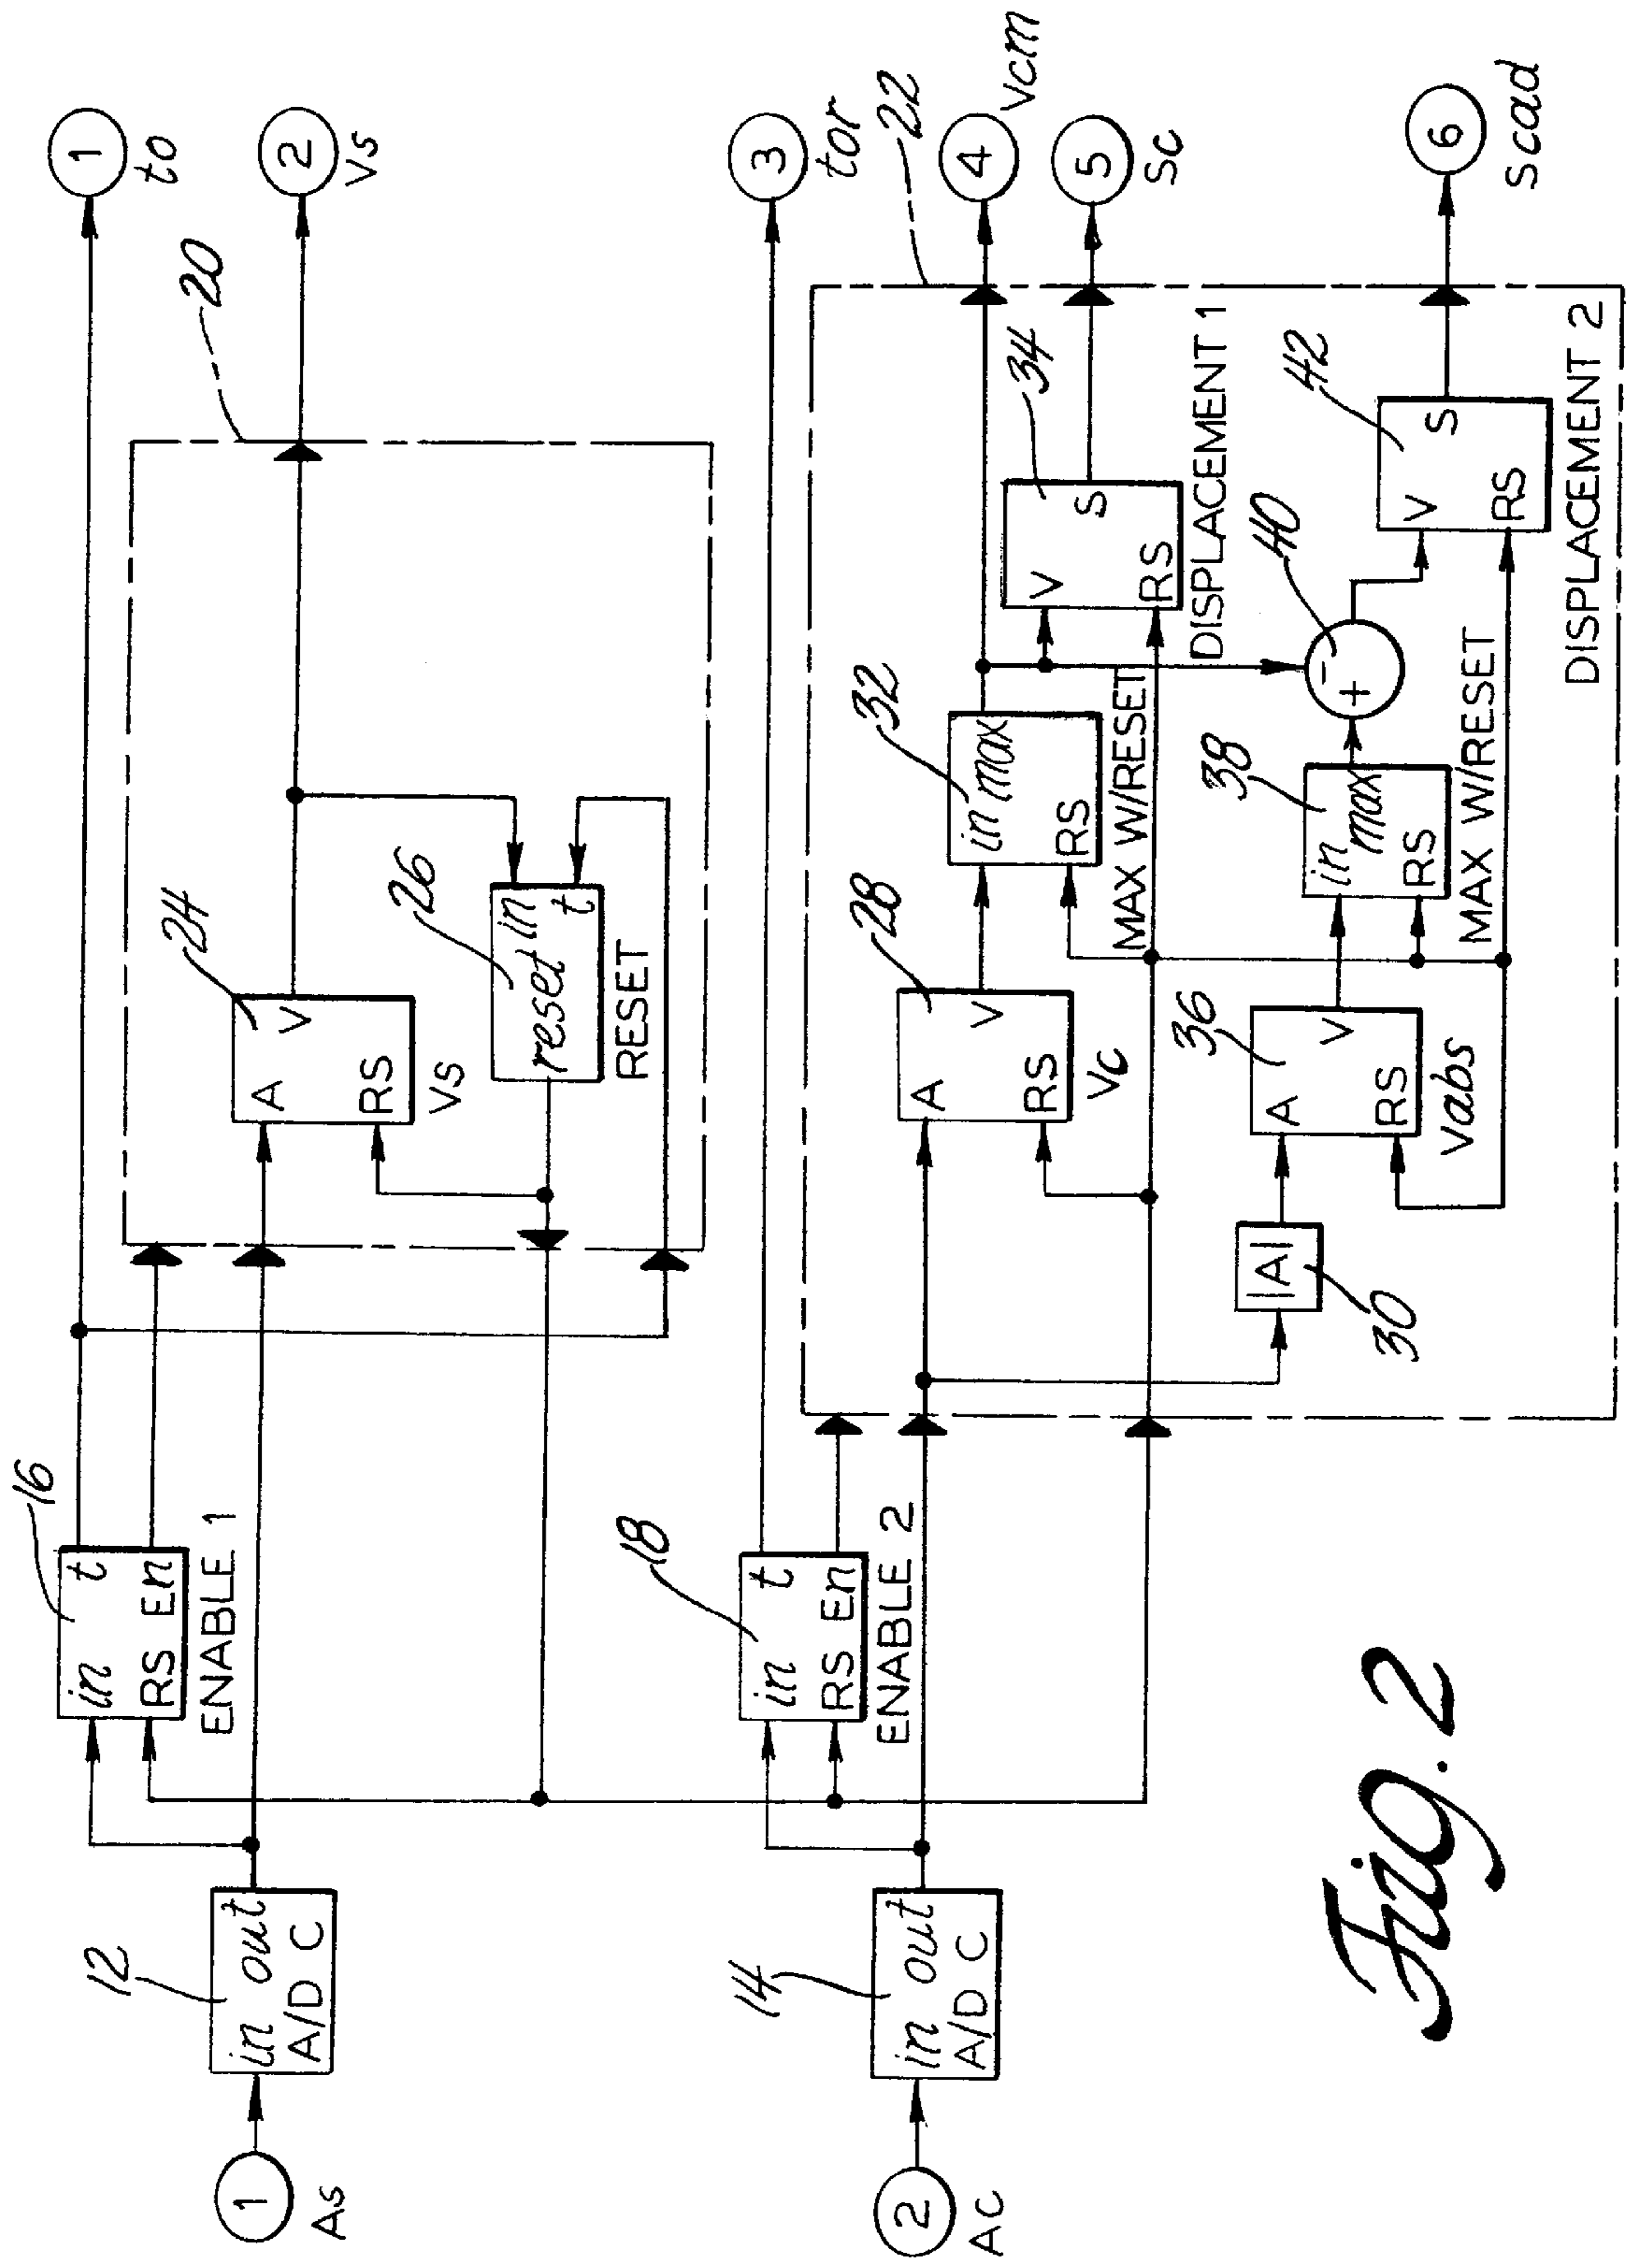 1
As
12
in out
A/D C
16
in t
RS En
ENABLE 1
20
24
A V
RS
Vs
26
reset in
t
RESET
1
to
2
Vs
2
Ac
14
in out
A/D C
18
in t
RS En
ENABLE 2
22
28
A V
RS
Vc
32
in max
RS
MAX W/RESET
34
V S
RS
DISPLACEMENT 1
30
|A|
36
A V
RS
Vabs
38
in max
RS
MAX W/RESET
40
+ -
42
V S
RS
DISPLACEMENT 2
3
tor
4
Vcm
5
Sc
6
Scad
Fig. 2